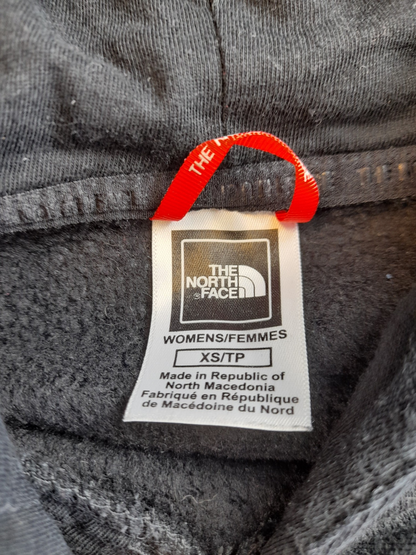 THE
THE
NORTH
FACE
WOMENS/FEMMES
XS/TP
Made in Republic of
North Macedonia
Fabriqué en République
de Macédoine du Nord